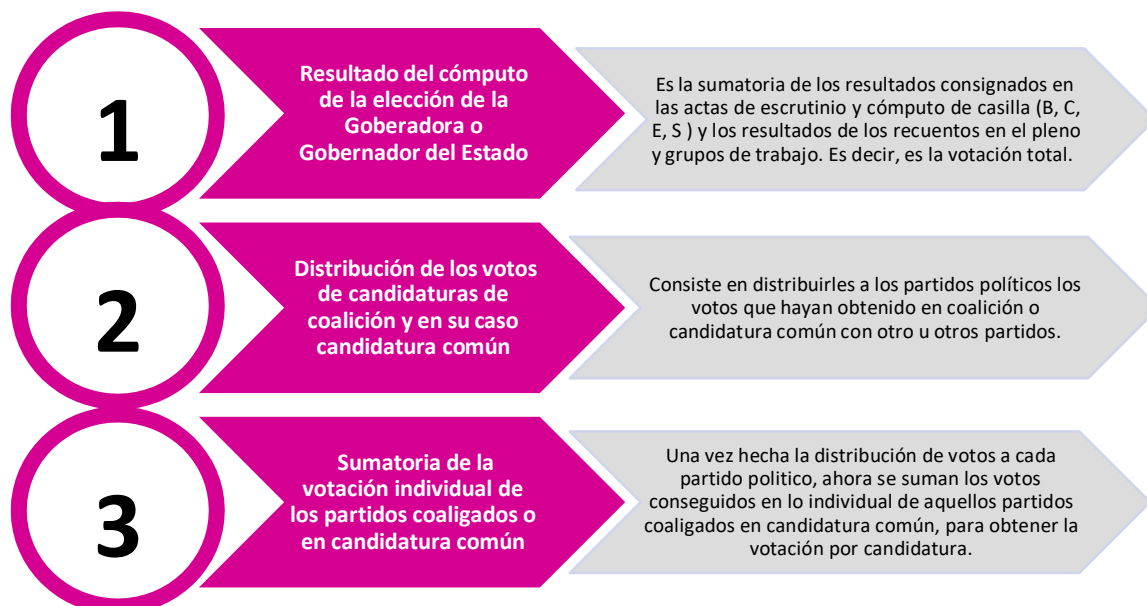 1
Resultado del cómputo
de la elección de la
Goberadora o
Gobernador del Estado
Es la sumatoria de los resultados consignados en
las actas de escrutinio y cómputo de casilla (B, C,
E, S ) y los resultados de los recuentos en el pleno
y grupos de trabajo. Es decir, es la votación total.
2
Distribución de los votos
de candidaturas de
coalición y en su caso
candidatura común
Consiste en distribuirles a los partidos políticos los
votos que hayan obtenido en coalición o
candidatura común con otro u otros partidos.
3
Sumatoria de la
votación individual de
los partidos coaligados o
en candidatura común
Una vez hecha la distribución de votos a cada
partido politico, ahora se suman los votos
conseguidos en lo individual de aquellos partidos
coaligados en candidatura común, para obtener la
votación por candidatura.